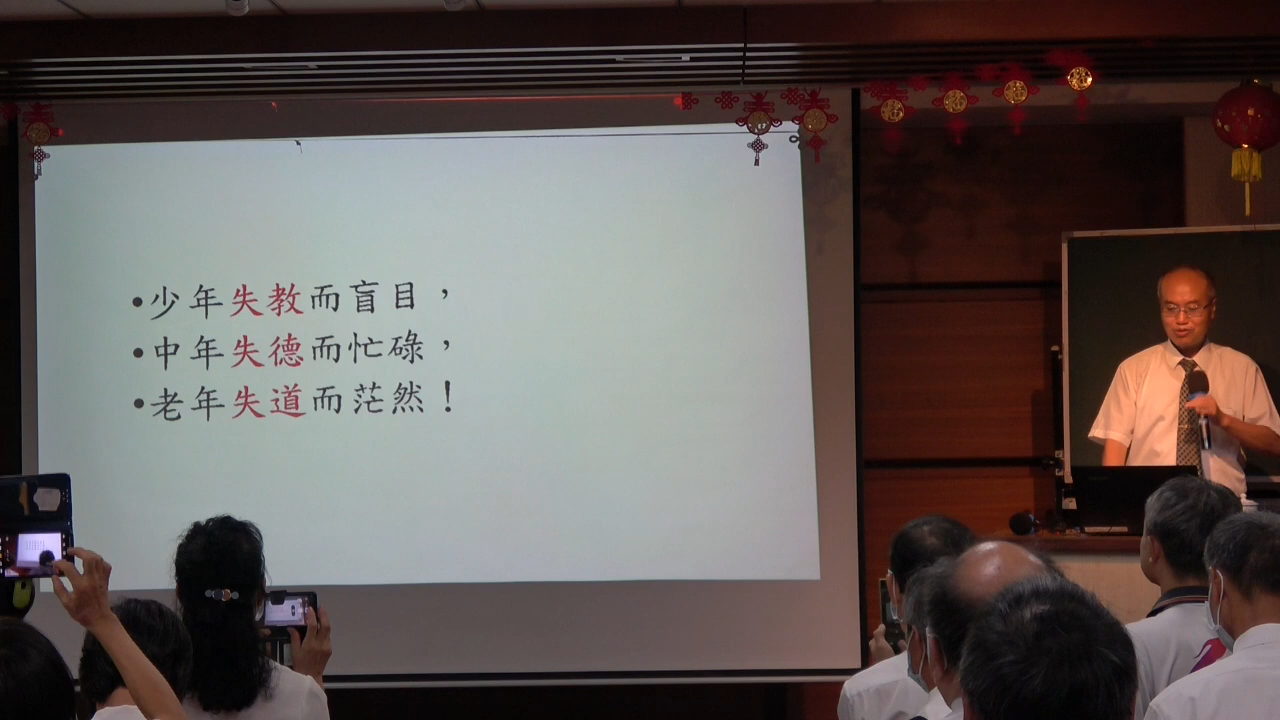 •少年失教而盲目，
•中年失德而忙碌，
•老年失道而茫然！